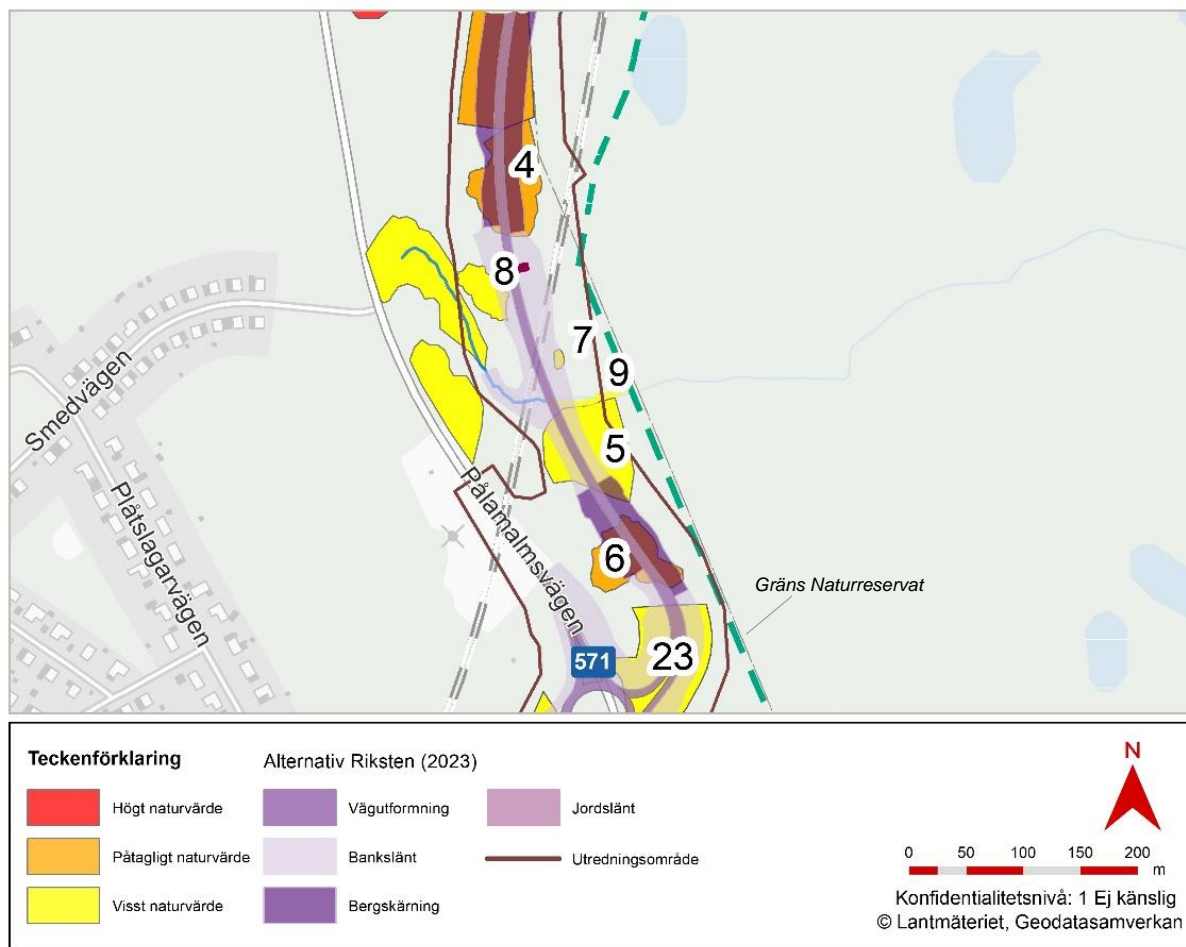 4
8
7
9
5
6
23
Smedvägen
Plåtslagarvägen
Pålamalmsvägen
571
Gräns Naturreservat
Teckenförklaring
Högt naturvärde
Påtagligt naturvärde
Visst naturvärde
Alternativ Riksten (2023)
Vägutformning
Bankslänt
Bergskärning
Jordslänt
Utredningsområde
N
0 50 100 150 200
m
Konfidentialitetsnivå: 1 Ej känslig
© Lantmäteriet, Geodatasamverkan